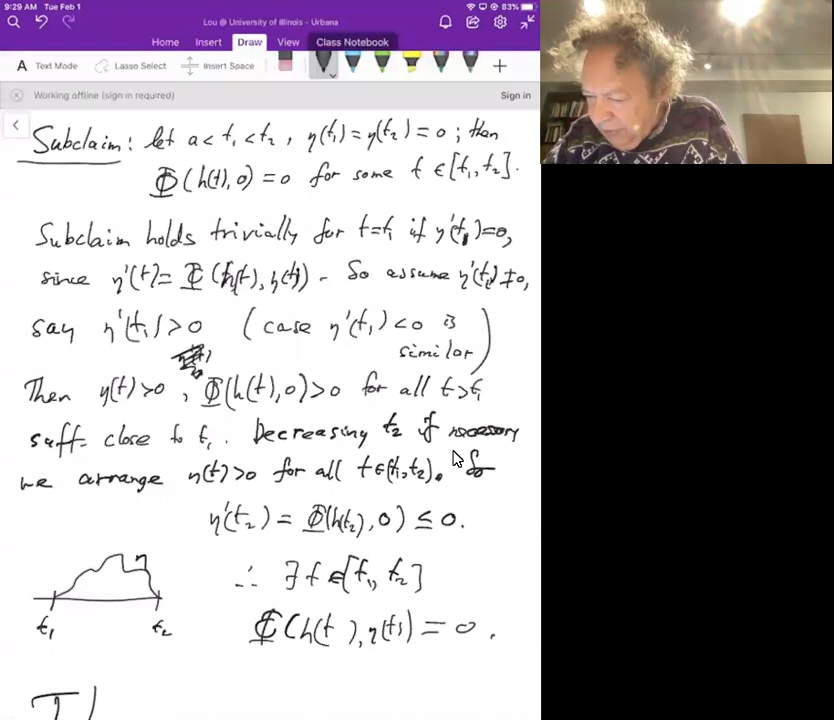 9:29 AM Tue Feb 1
83%
Lou @ University of Illinois - Urbana
Home Insert Draw View Class Notebook
A Text Mode Lasso Select Insert Space
Working offline (sign in required) Sign in
Subclaim: let a < t₁ < t₂, η(t₁) = η(t₂) = 0; then
Φ(h(t), 0) = 0 for some t ∈ [t₁, t₂].
Subclaim holds trivially for t = t₁ if η'(t₁) = 0,
since η'(t) = Φ(h(t), η(t)). So assume η'(t₁) ≠ 0,
say η'(t₁) > 0 (case η'(t₁) < 0 is
similar)
Then η(t) > 0, Φ(h(t), 0) > 0 for all t > t₁
suff. close to t₁. Decreasing t₂ if necessary
we arrange η(t) > 0 for all t ∈ (t₁, t₂). So
η'(t₂) = Φ(h(t₂), 0) ≤ 0.
η
∴ ∃ t ∈ [t₁, t₂]
t₁ t₂
Φ(h(t), η(t)) = 0.